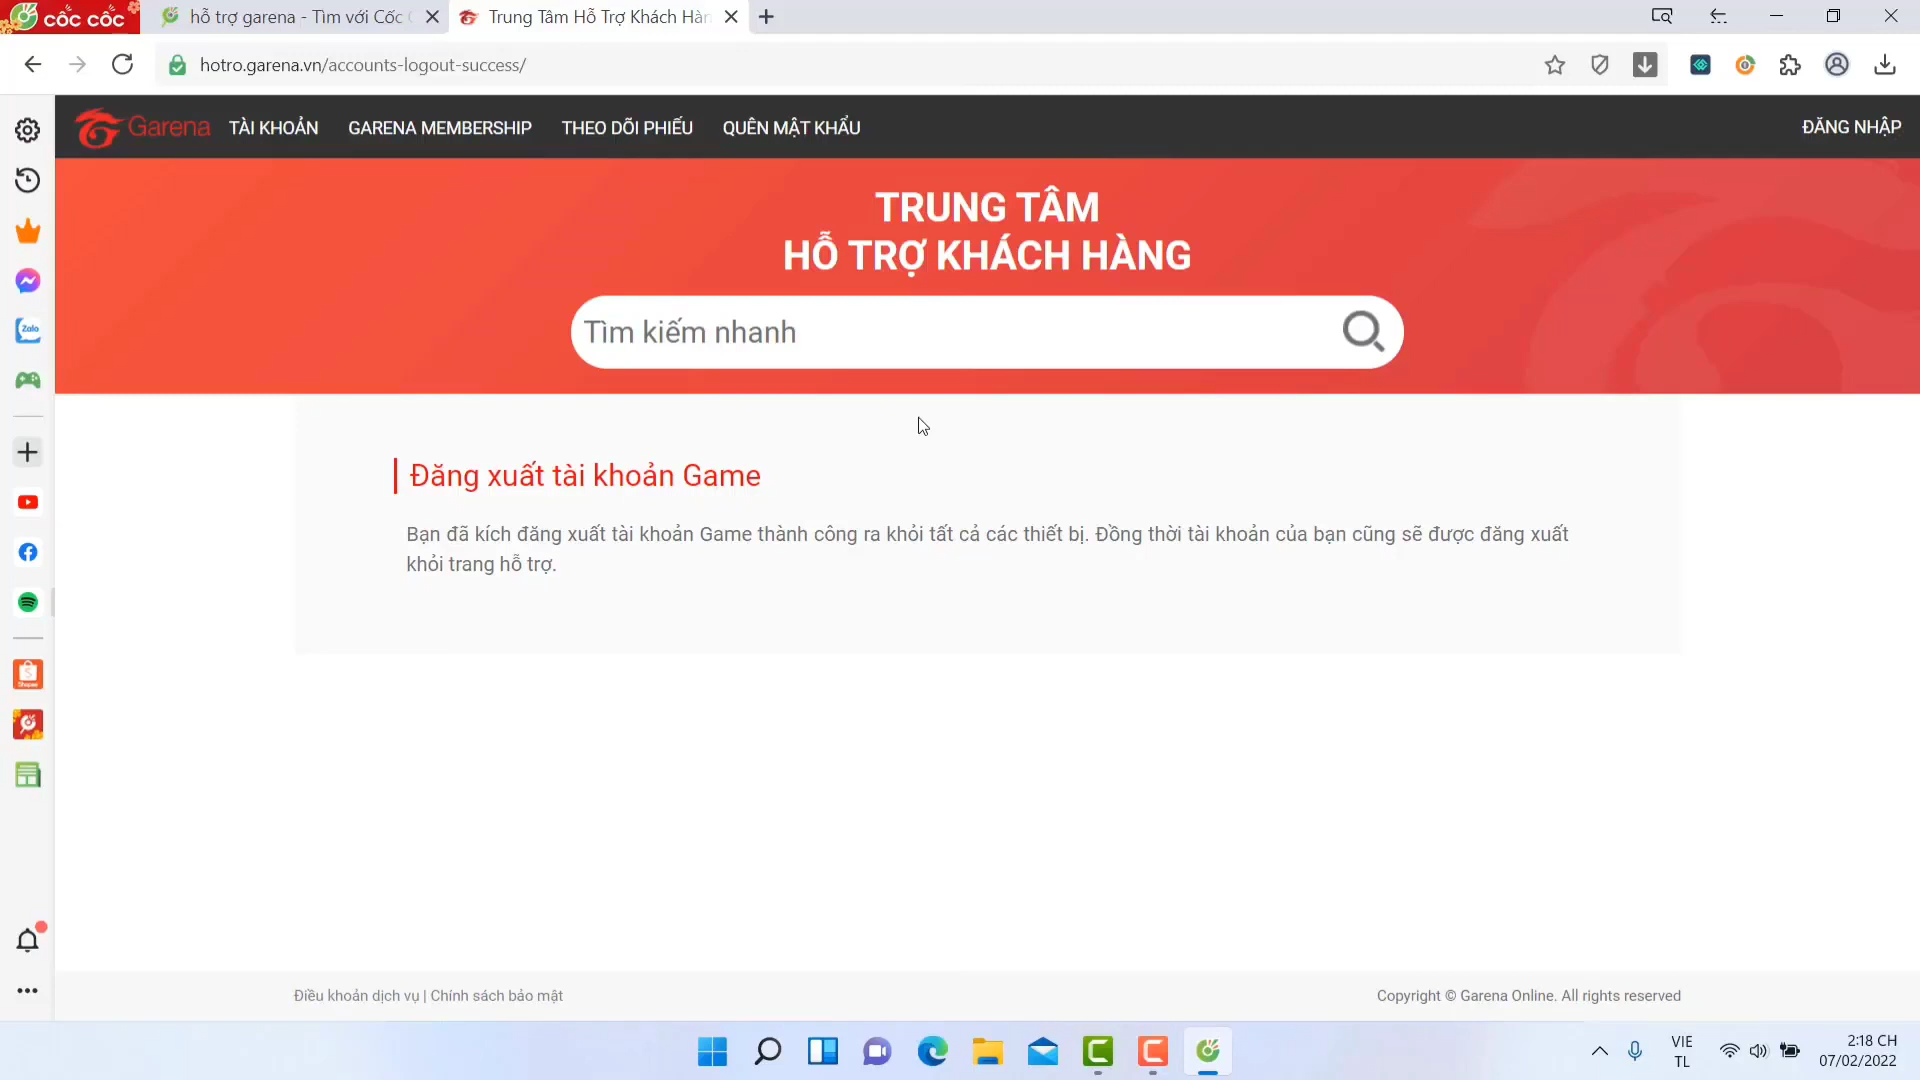 cốc cốc
hỗ trợ garena - Tìm với Cốc
Trung Tâm Hỗ Trợ Khách Hàn
hotro.garena.vn/accounts-logout-success/
Garena
TÀI KHOẢN
GARENA MEMBERSHIP
THEO DÕI PHIẾU
QUÊN MẬT KHẨU
ĐĂNG NHẬP
TRUNG TÂM
HỖ TRỢ KHÁCH HÀNG
Tìm kiếm nhanh
Zalo
Đăng xuất tài khoản Game
Bạn đã kích đăng xuất tài khoản Game thành công ra khỏi tất cả các thiết bị. Đồng thời tài khoản của bạn cũng sẽ được đăng xuất
khỏi trang hỗ trợ.
Shopee
Điều khoản dịch vụ | Chính sách bảo mật
Copyright © Garena Online. All rights reserved
VIE
TL
2:18 CH
07/02/2022